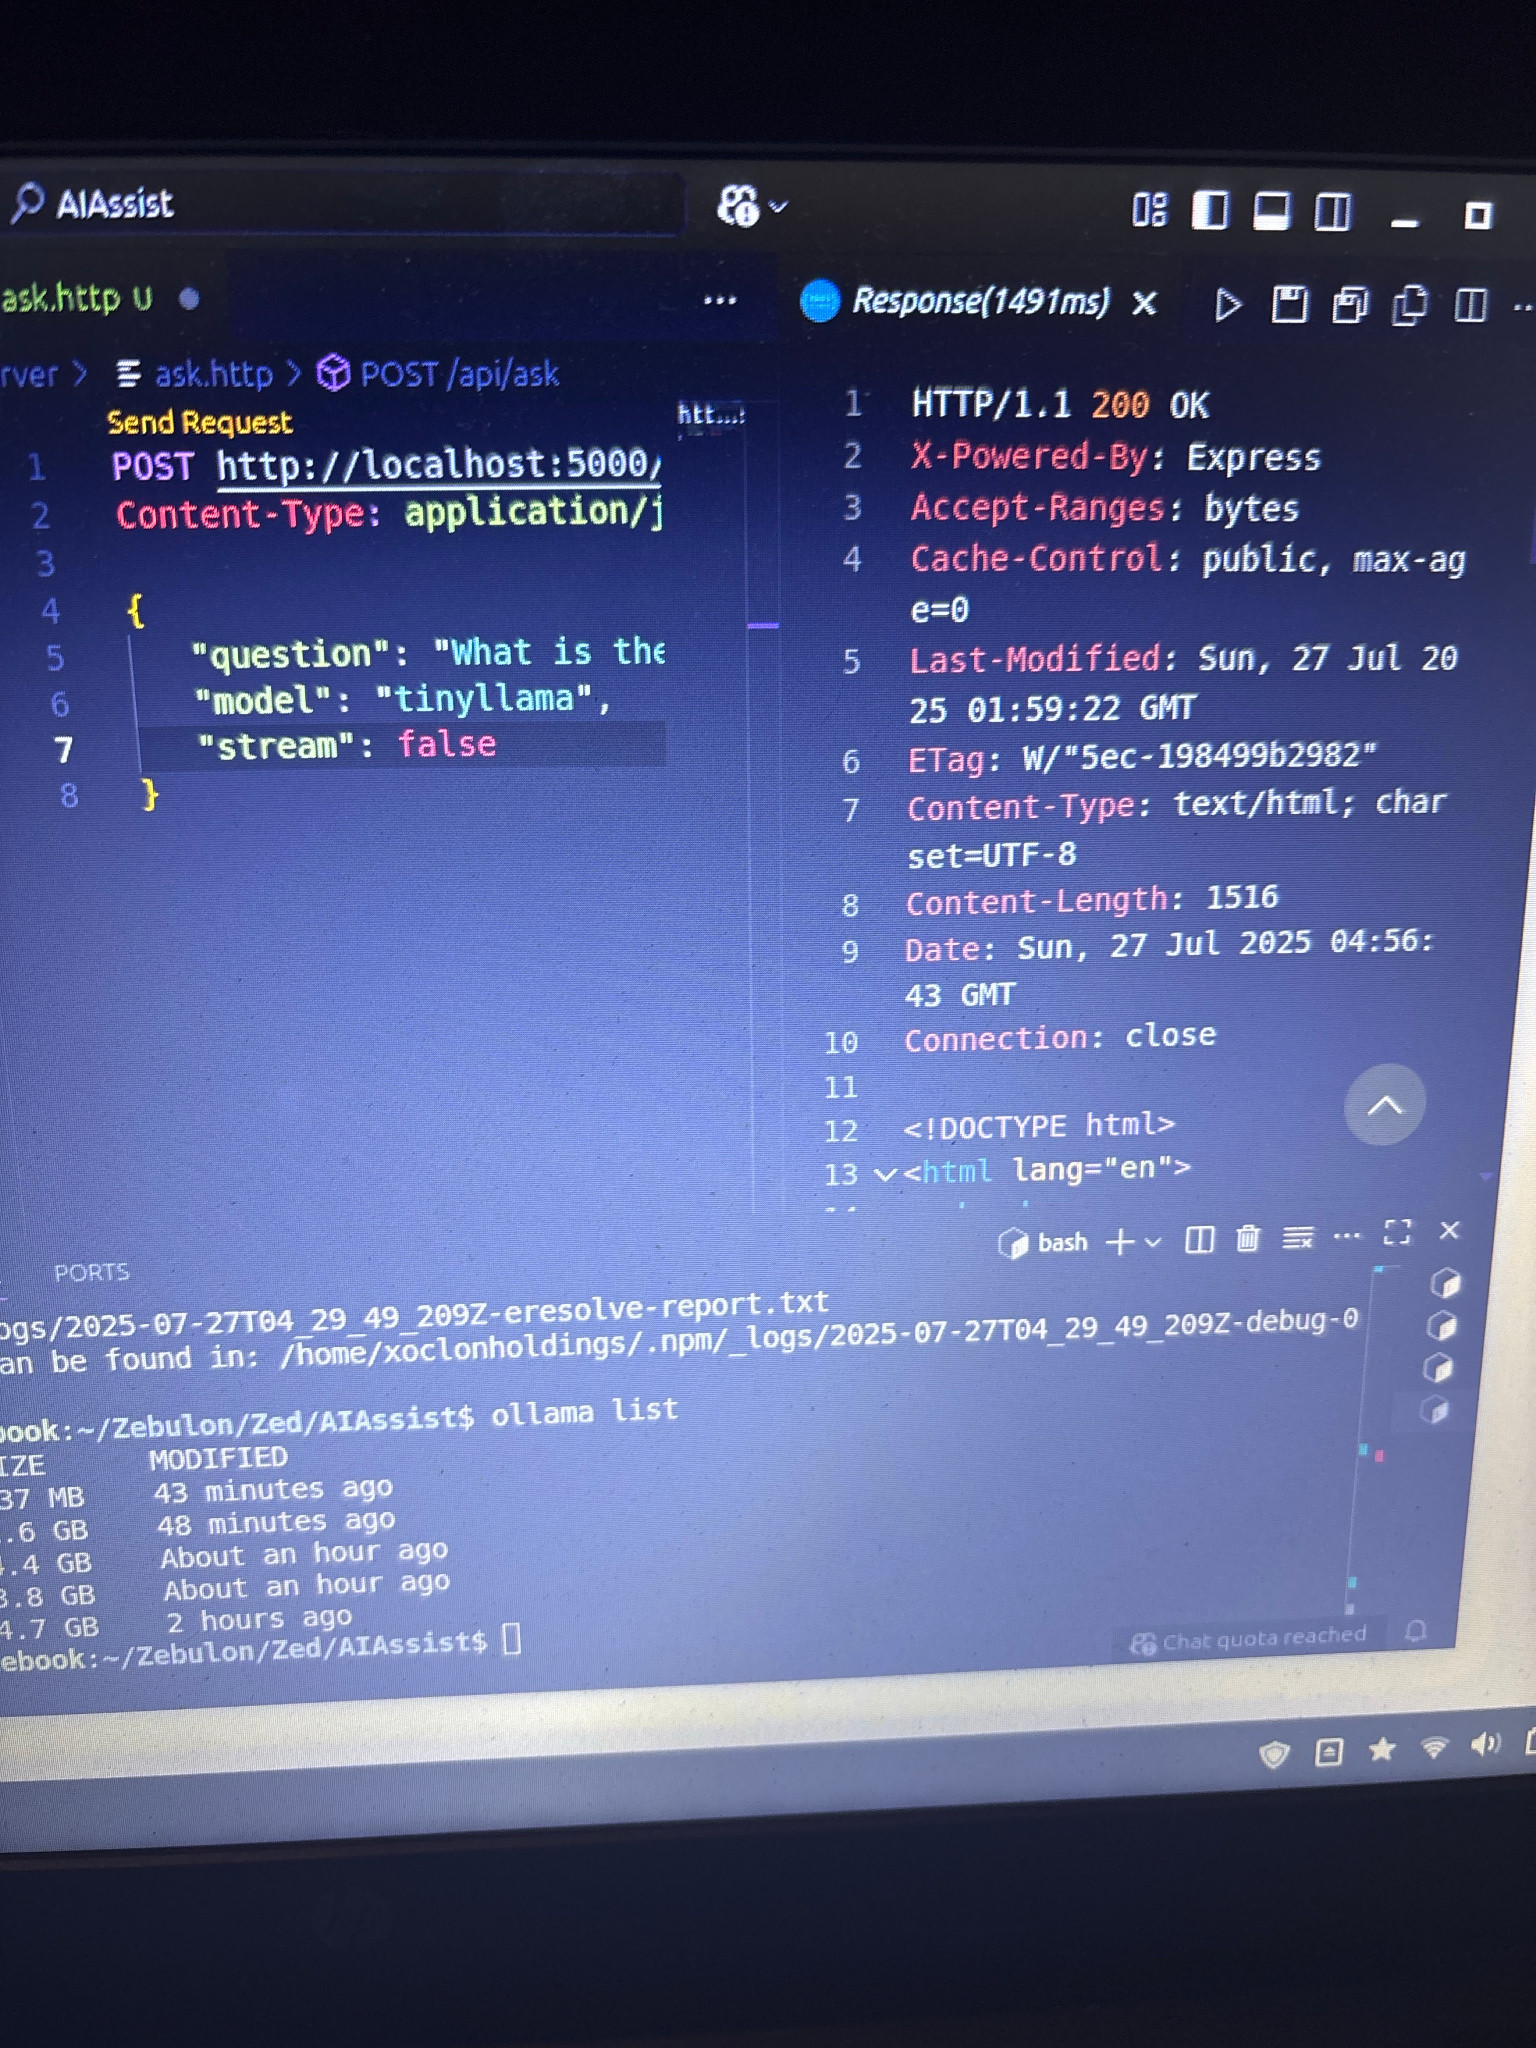 AIAssist
ask.http U
Response(1491ms)
rver > ask.http > POST /api/ask
Send Request
1 POST http://localhost:5000/
2 Content-Type: application/j
3
4 {
5 "question": "What is the
6 "model": "tinyllama",
7 "stream": false
8 }
htt...:
1 HTTP/1.1 200 OK
2 X-Powered-By: Express
3 Accept-Ranges: bytes
4 Cache-Control: public, max-ag
e=0
5 Last-Modified: Sun, 27 Jul 20
25 01:59:22 GMT
6 ETag: W/"5ec-198499b2982"
7 Content-Type: text/html; char
set=UTF-8
8 Content-Length: 1516
9 Date: Sun, 27 Jul 2025 04:56:
43 GMT
10 Connection: close
11
12 <!DOCTYPE html>
13 <html lang="en">
bash
PORTS
ogs/2025-07-27T04_29_49_209Z-eresolve-report.txt
an be found in: /home/xoclonholdings/.npm/_logs/2025-07-27T04_29_49_209Z-debug-0
book:~/Zebulon/Zed/AIAssist$ ollama list
IZE MODIFIED
37 MB 43 minutes ago
.6 GB 48 minutes ago
.4 GB About an hour ago
3.8 GB About an hour ago
4.7 GB 2 hours ago
ebook:~/Zebulon/Zed/AIAssist$
Chat quota reached